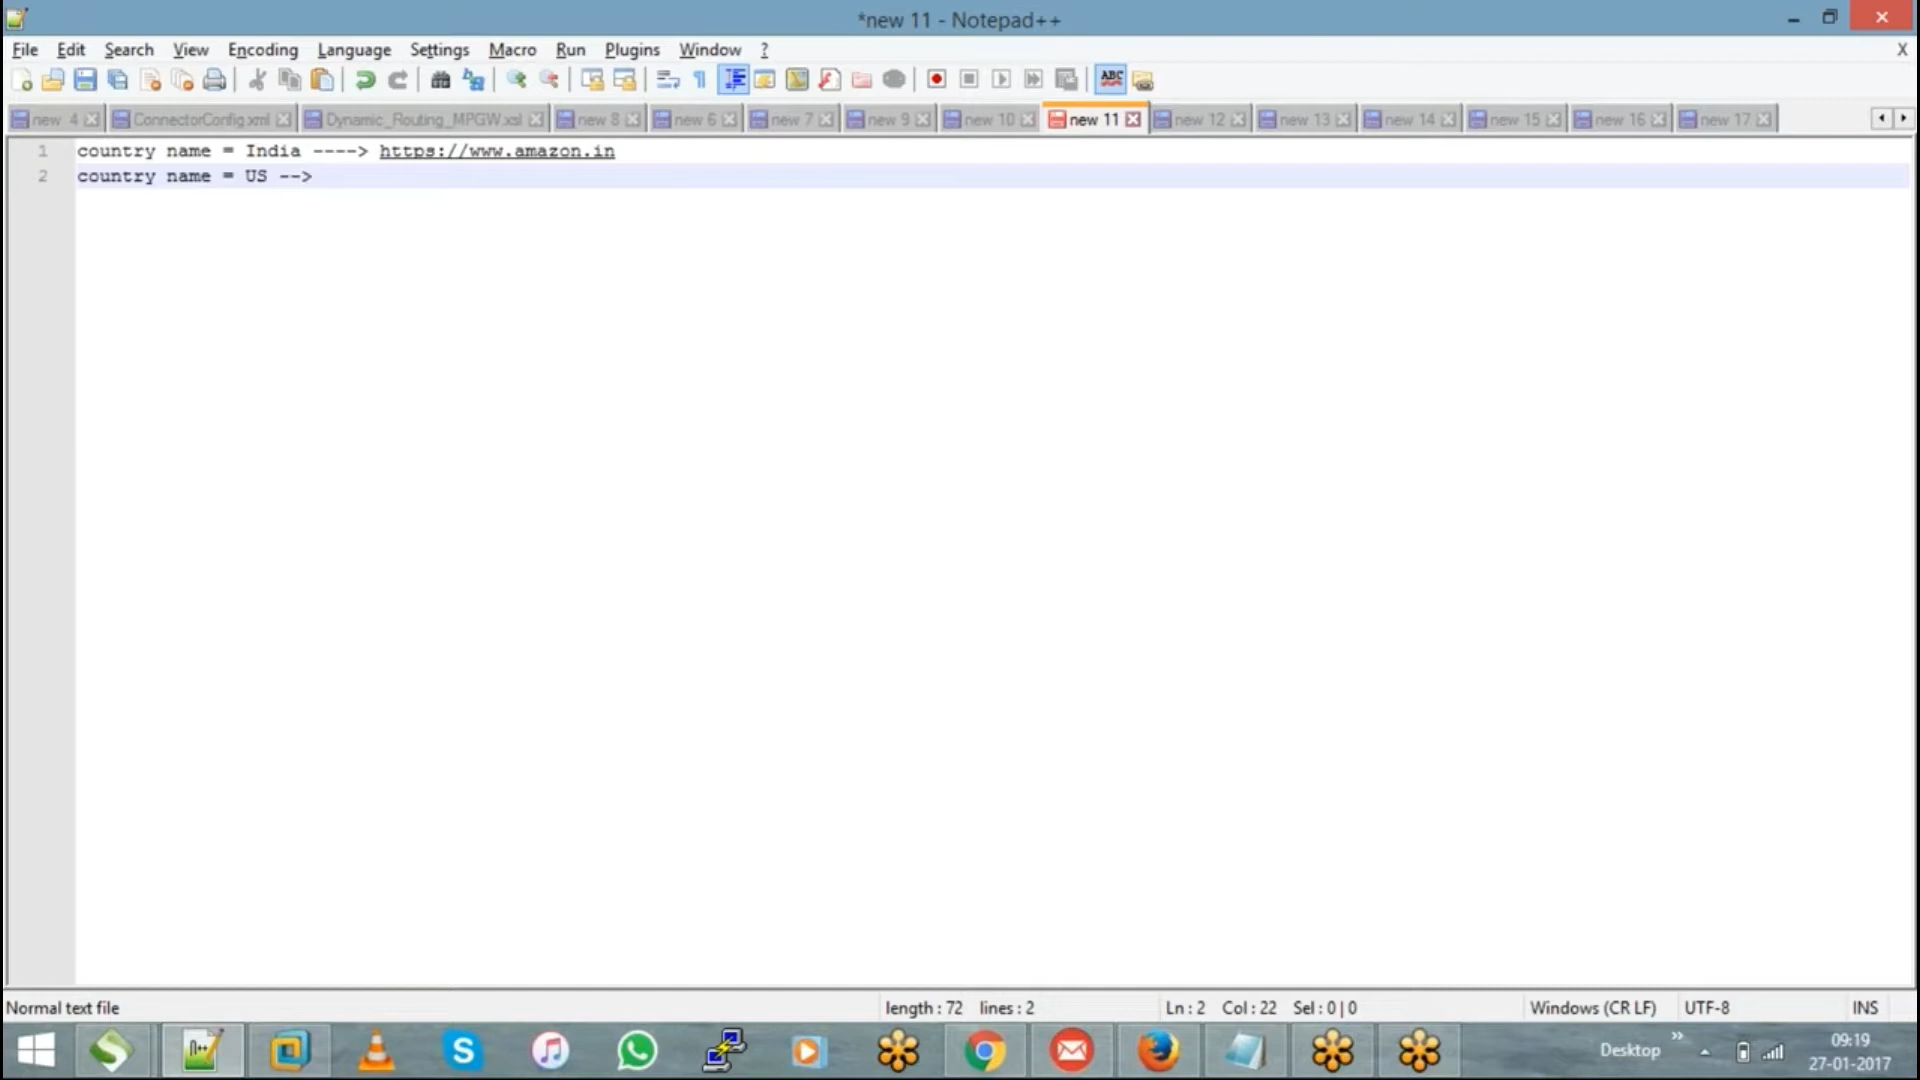 *new 11 - Notepad++
File Edit Search View Encoding Language Settings Macro Run Plugins Window ? X
ABC
new 4 ConnectorConfig.xml Dynamic_Routing_MPGW.xsl new 8 new 6 new 7 new 9 new 10 new 11 new 12 new 13 new 14 new 15 new 16 new 17
1 country name = India ----> https://www.amazon.in
2 country name = US -->
Normal text file length : 72 lines : 2 Ln : 2 Col : 22 Sel : 0 | 0 Windows (CR LF) UTF-8 INS
Desktop » 09:19
27-01-2017